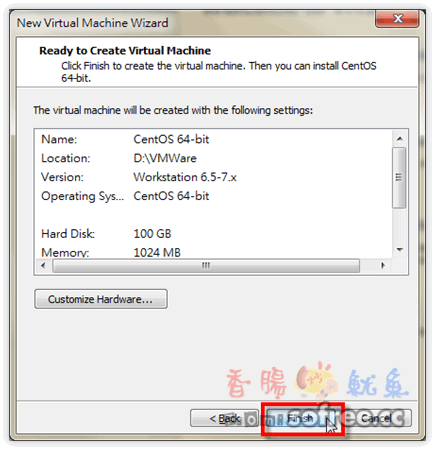 New Virtual Machine Wizard
Ready to Create Virtual Machine
Click Finish to create the virtual machine. Then you can install CentOS
64-bit.
The virtual machine will be created with the following settings:
Name: CentOS 64-bit
Location: D:\VMWare
Version: Workstation 6.5-7.x
Operating Sys... CentOS 64-bit
Hard Disk: 100 GB
Memory: 1024 MB
Customize Hardware...
香腸 魷魚
< Back Finish Cancel
sofree.cc